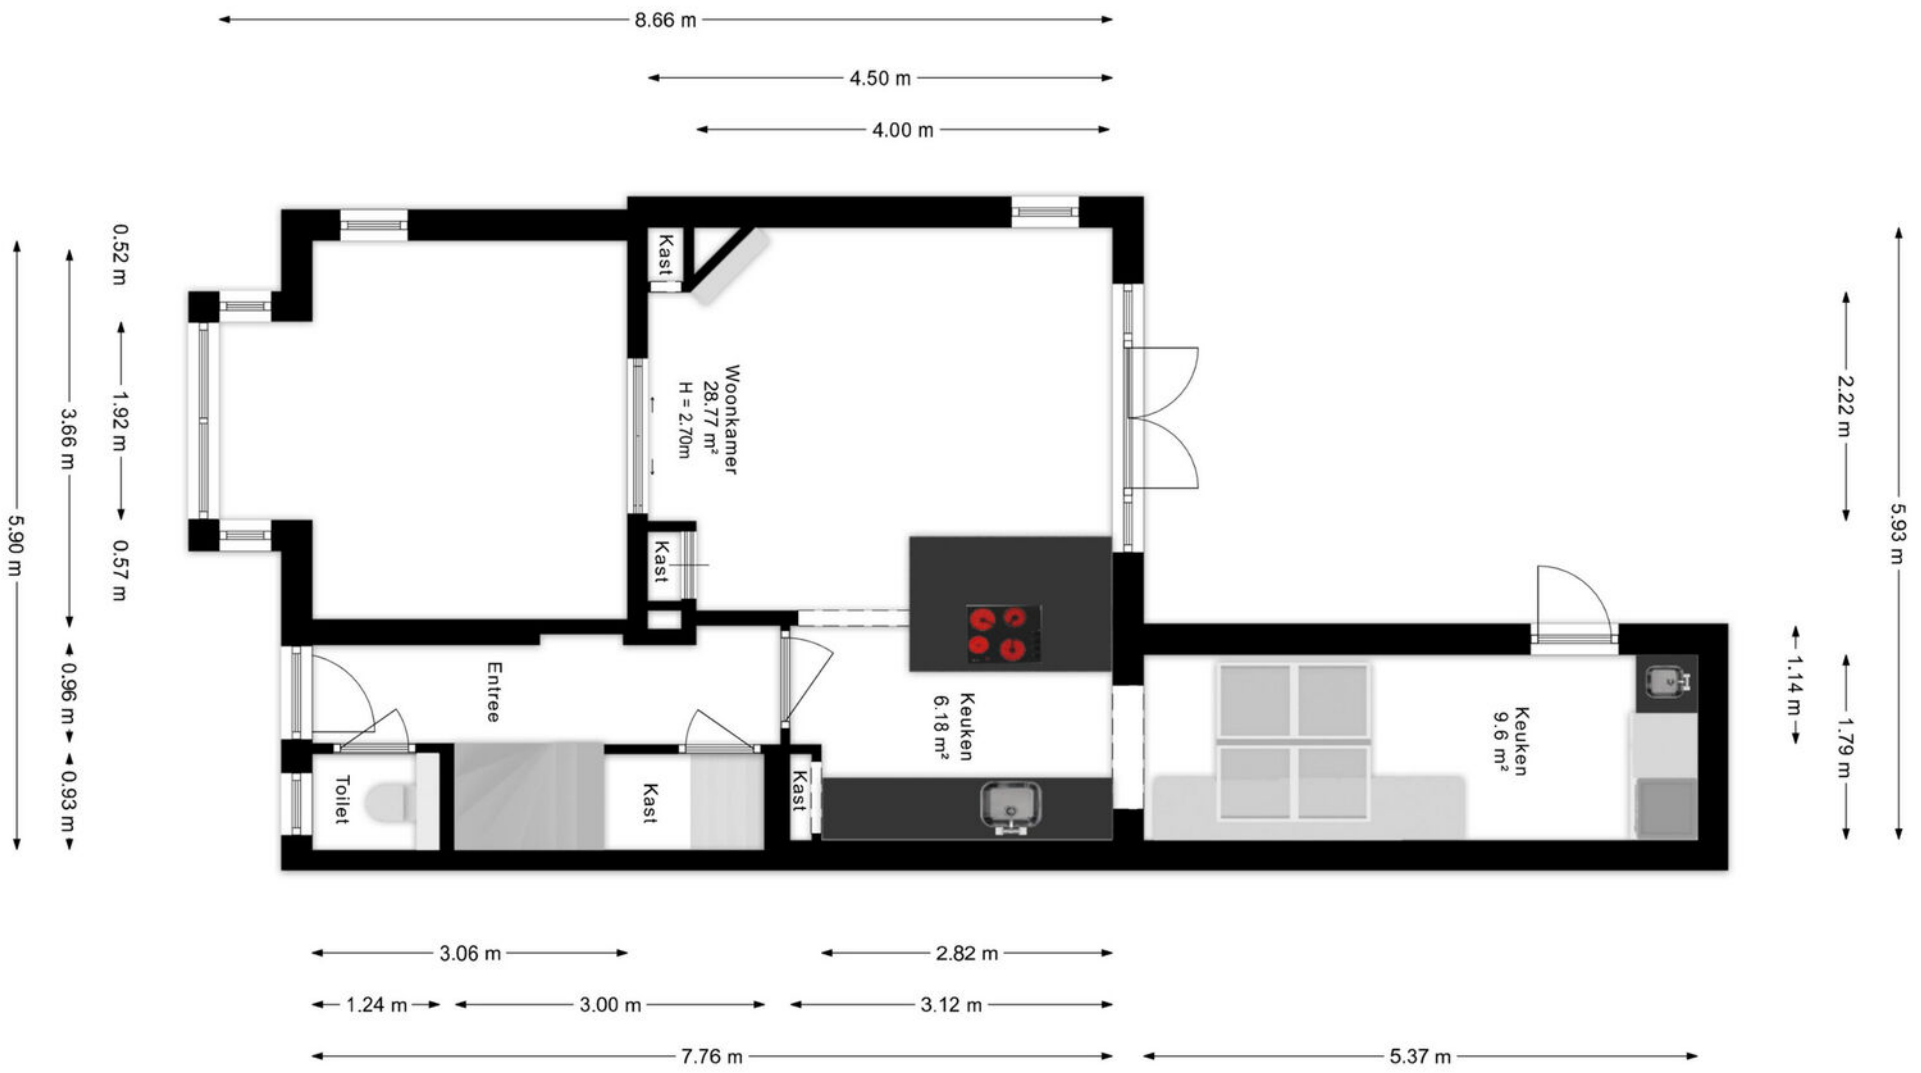 8.66 m
4.50 m
4.00 m
0.52 m
3.66 m
1.92 m
5.90 m
0.57 m
0.96 m
0.93 m
Kast
Woonkamer
28.77 m²
H = 2.70m
Kast
Entree
Toilet
Kast
Kast
Keuken
6.18 m²
Keuken
9.6 m²
2.22 m
5.93 m
1.14 m
1.79 m
3.06 m
2.82 m
1.24 m
3.00 m
3.12 m
7.76 m
5.37 m